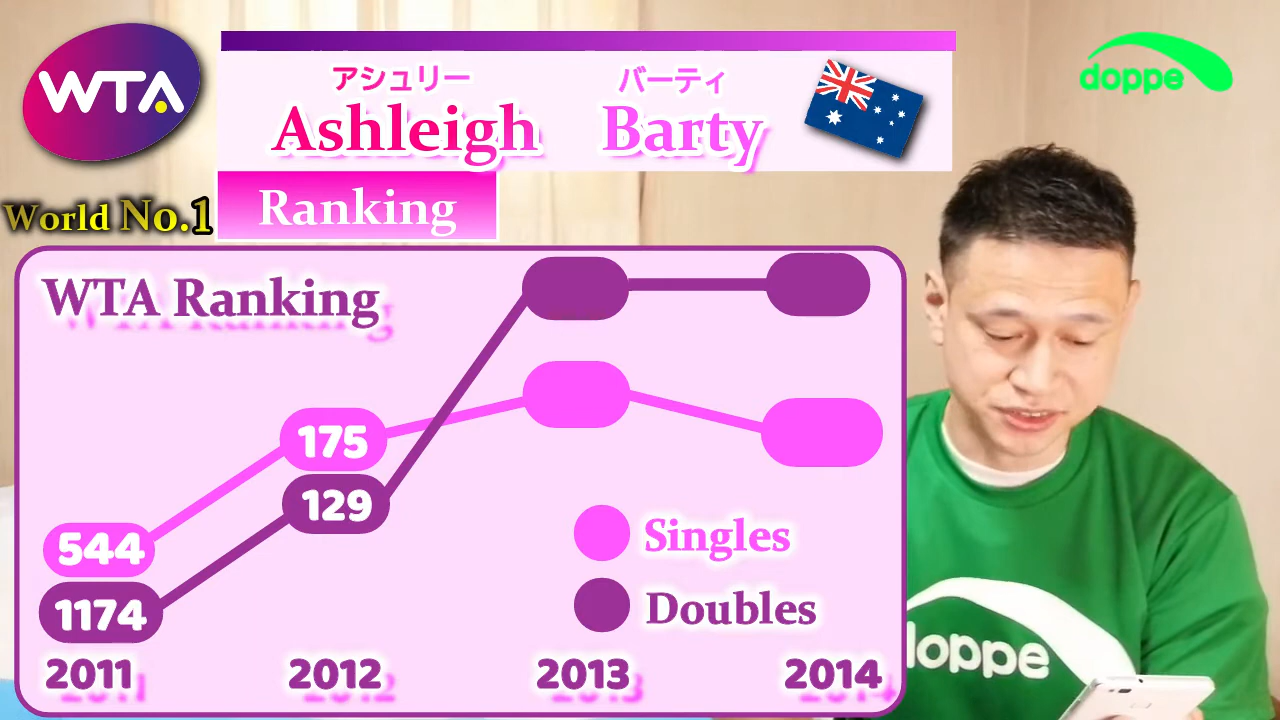 WTA
アシュリー バーティ
Ashleigh Barty
doppe
World No.1
Ranking
WTA Ranking
175
129
544
1174
Singles
Doubles
2011 2012 2013 2014
doppe